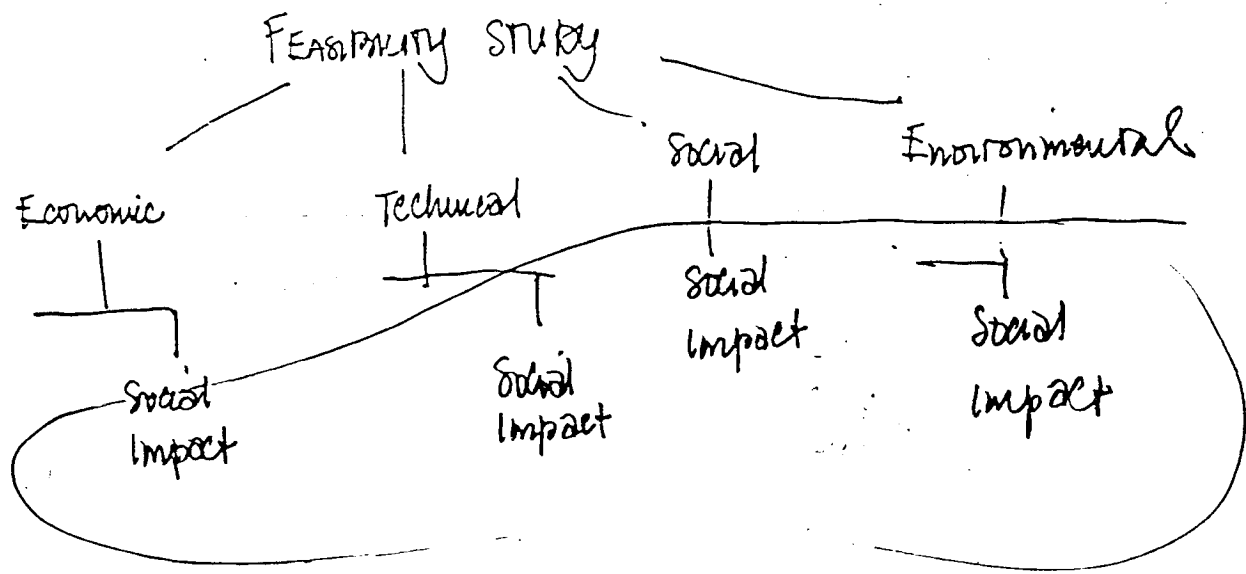 FEASIBILITY STUDY
Economic
Technical
Social
Environmental
Social
Impact
Social
Impact
Social
Impact
Social
Impact